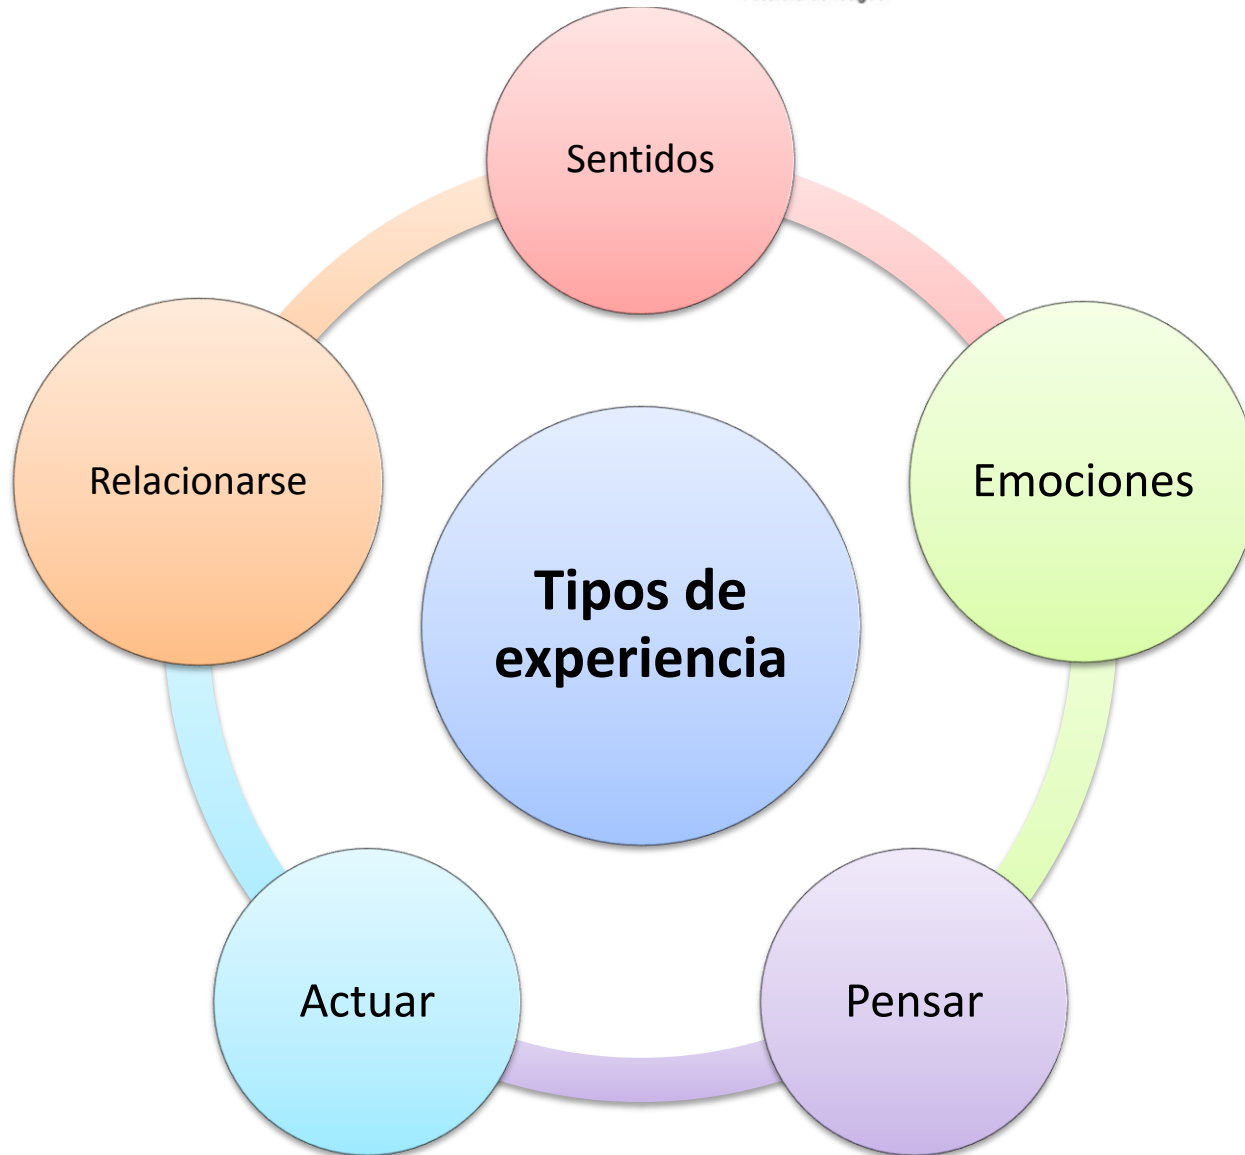 Sentidos
Emociones
Relacionarse
Tipos de
experiencia
Actuar
Pensar